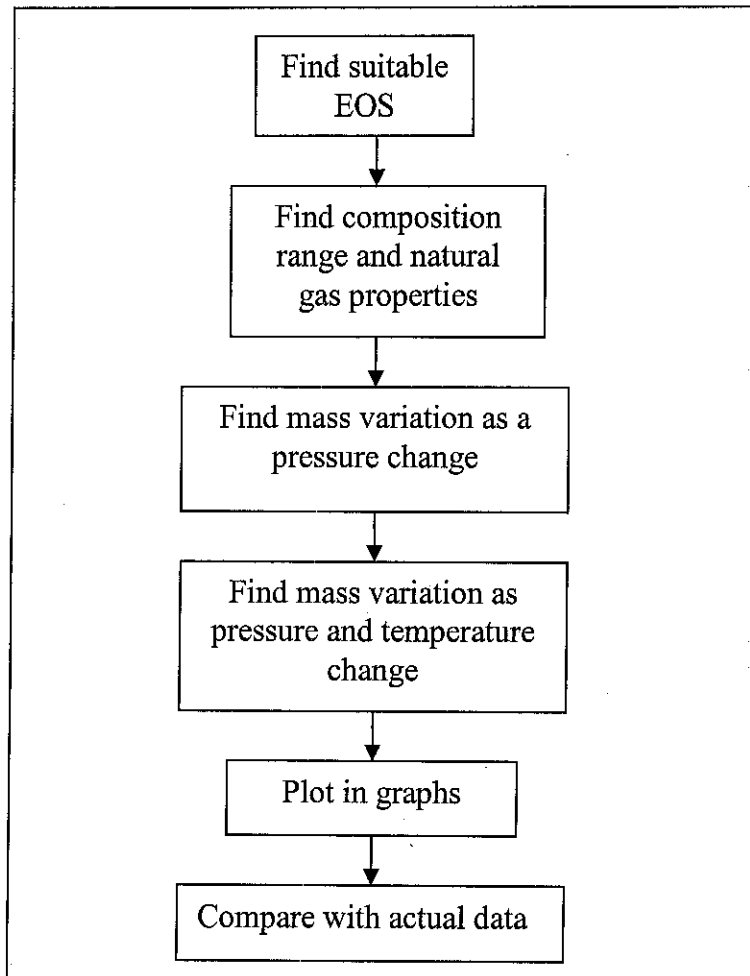 Find suitable
EOS
Find composition
range and natural
gas properties
Find mass variation as a
pressure change
Find mass variation as
pressure and temperature
change
Plot in graphs
Compare with actual data